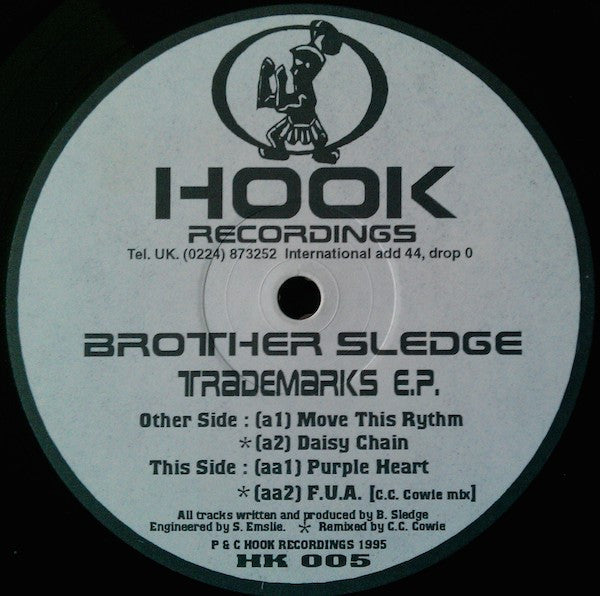 HOOK
RECORDINGS
Tel. UK. (0224) 873252 International add 44, drop 0
BROTHER SLEDGE
TRADEMARKS E.P.
Other Side : (a1) Move This Rythm
*(a2) Daisy Chain
This Side : (aa1) Purple Heart
*(aa2) F.U.A. [C.C. Cowie mix]
All tracks written and produced by B. Sledge
Engineered by S. Emslie. * Remixed by C.C. Cowie
P & C HOOK RECORDINGS 1995
HK 005